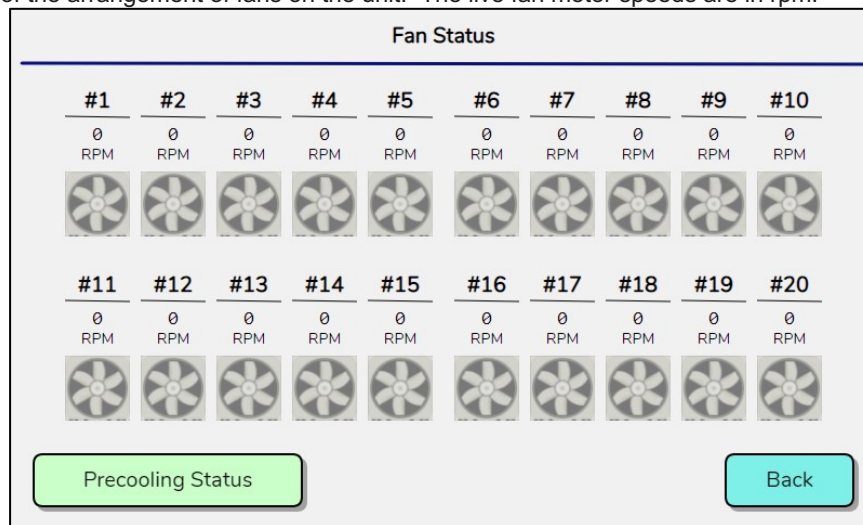 of the arrangement of fans on the unit. The live fan motor speeds are in rpm.
Fan Status
#1 #2 #3 #4 #5 #6 #7 #8 #9 #10
0 0 0 0 0 0 0 0 0 0
RPM RPM RPM RPM RPM RPM RPM RPM RPM RPM
#11 #12 #13 #14 #15 #16 #17 #18 #19 #20
0 0 0 0 0 0 0 0 0 0
RPM RPM RPM RPM RPM RPM RPM RPM RPM RPM
Precooling Status Back